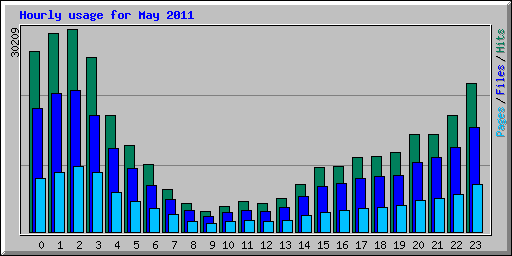 Hourly usage for May 2011
30209
Pages / Files / Hits
0 1 2 3 4 5 6 7 8 9 10 11 12 13 14 15 16 17 18 19 20 21 22 23